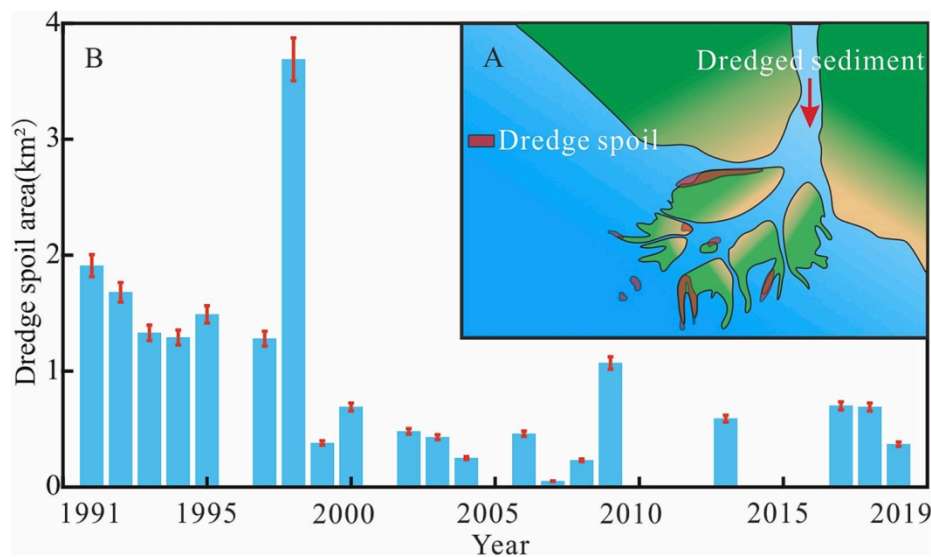 4
3
2
1
0
Dredge spoil area(km²)
B
A
Dredged sediment
Dredge spoil
1991
1995
2000
2005
2010
2015
2019
Year